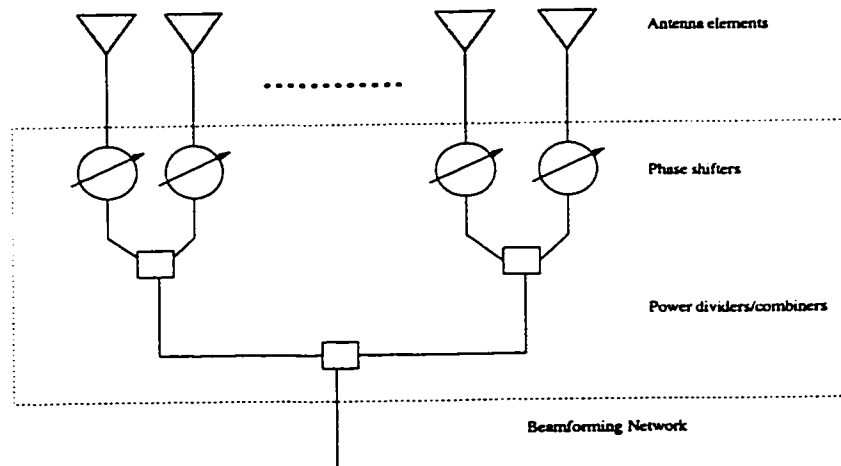 Antenna elements
Phase shifters
Power dividers/combiners
Beamforming Network